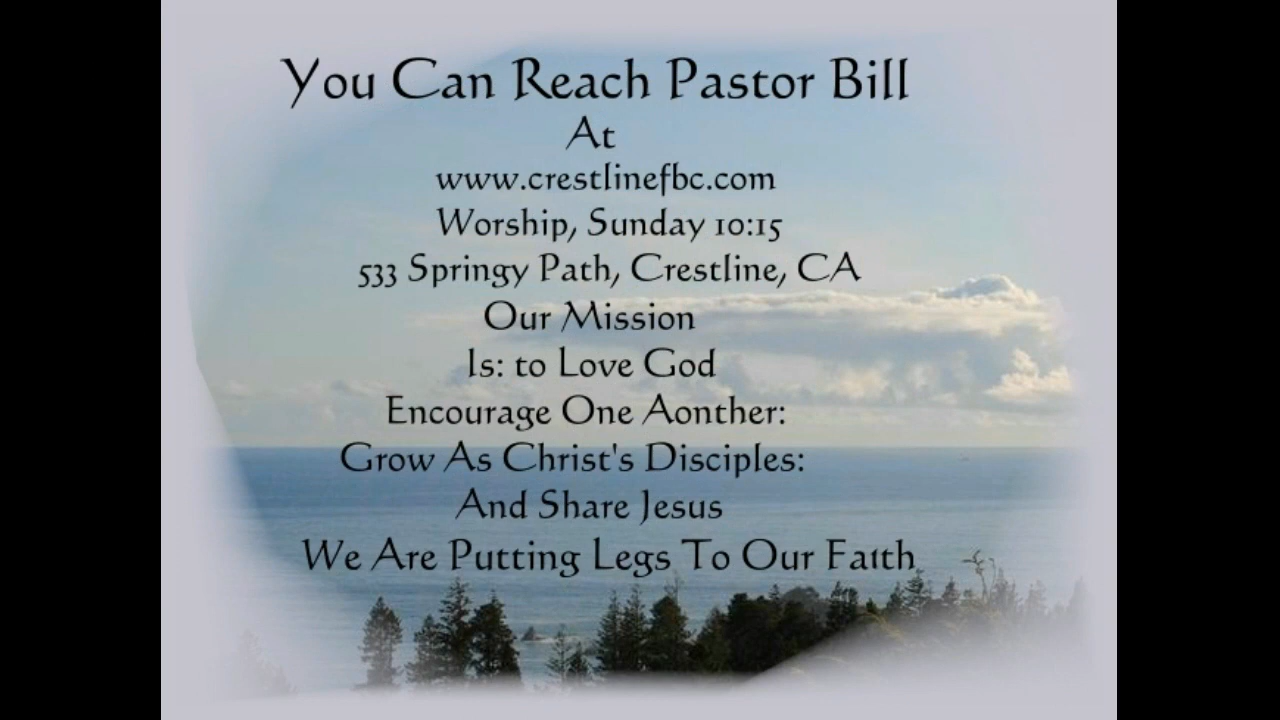 You Can Reach Pastor Bill
At
www.crestlinefbc.com
Worship, Sunday 10:15
533 Springy Path, Crestline, CA
Our Mission
Is: to Love God
Encourage One Aonther:
Grow As Christ's Disciples:
And Share Jesus
We Are Putting Legs To Our Faith